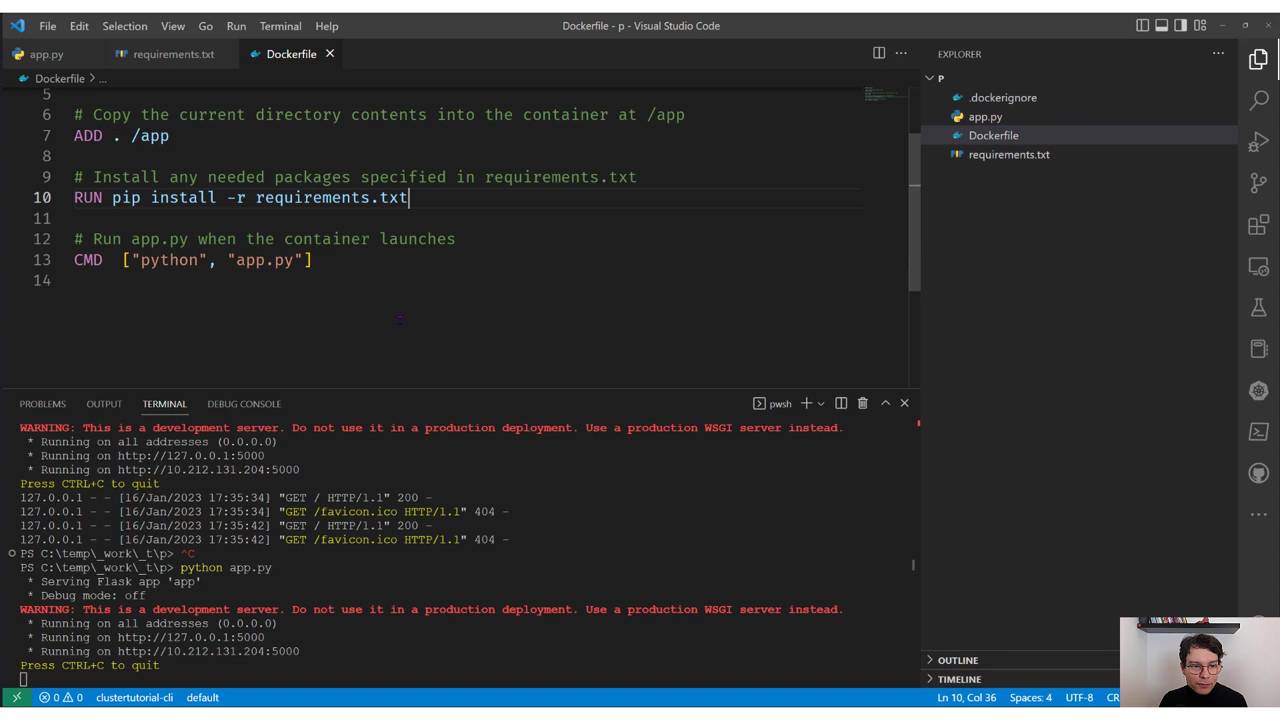 File Edit Selection View Go Run Terminal Help
Dockerfile - p - Visual Studio Code
app.py
requirements.txt
Dockerfile
Dockerfile > ...
5
6 # Copy the current directory contents into the container at /app
7 ADD . /app
8
9 # Install any needed packages specified in requirements.txt
10 RUN pip install -r requirements.txt
11
12 # Run app.py when the container launches
13 CMD ["python", "app.py"]
14
PROBLEMS OUTPUT TERMINAL DEBUG CONSOLE
pwsh
WARNING: This is a development server. Do not use it in a production deployment. Use a production WSGI server instead.
* Running on all addresses (0.0.0.0)
* Running on http://127.0.0.1:5000
* Running on http://10.212.131.204:5000
Press CTRL+C to quit
127.0.0.1 - - [16/Jan/2023 17:35:34] "GET / HTTP/1.1" 200 -
127.0.0.1 - - [16/Jan/2023 17:35:34] "GET /favicon.ico HTTP/1.1" 404 -
127.0.0.1 - - [16/Jan/2023 17:35:42] "GET / HTTP/1.1" 200 -
127.0.0.1 - - [16/Jan/2023 17:35:42] "GET /favicon.ico HTTP/1.1" 404 -
PS C:\temp\_work\_t\p> ^C
PS C:\temp\_work\_t\p> python app.py
* Serving Flask app 'app'
* Debug mode: off
WARNING: This is a development server. Do not use it in a production deployment. Use a production WSGI server instead.
* Running on all addresses (0.0.0.0)
* Running on http://127.0.0.1:5000
* Running on http://10.212.131.204:5000
Press CTRL+C to quit
EXPLORER
P
.dockerignore
app.py
Dockerfile
requirements.txt
OUTLINE
TIMELINE
0 0 clustertutorial-cli default
Ln 10, Col 36 Spaces: 4 UTF-8 CR